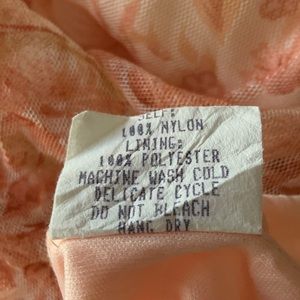 SELF:
100% NYLON
LINING:
100% POLYESTER
MACHINE WASH COLD
DELICATE CYCLE
DO NOT BLEACH
HANG DRY